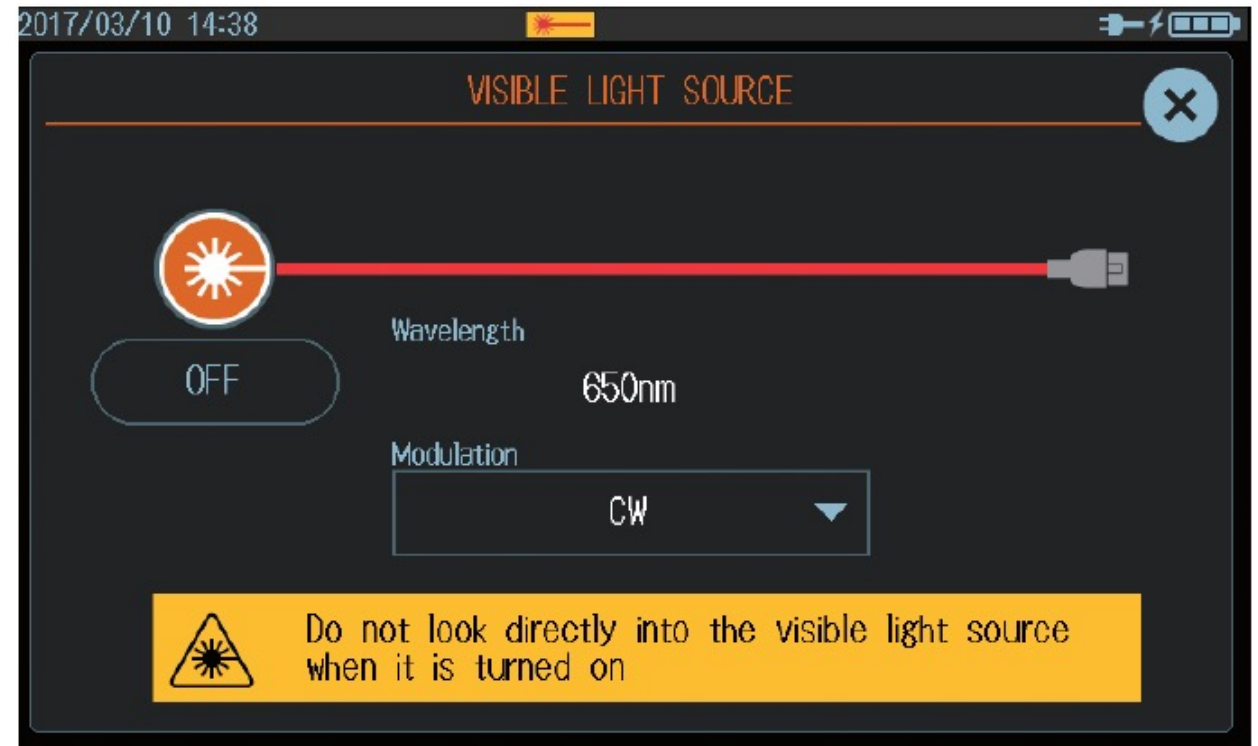 2017/03/10 14:38
VISIBLE LIGHT SOURCE
Wavelength
OFF
650nm
Modulation
CW
Do not look directly into the visible light source
when it is turned on